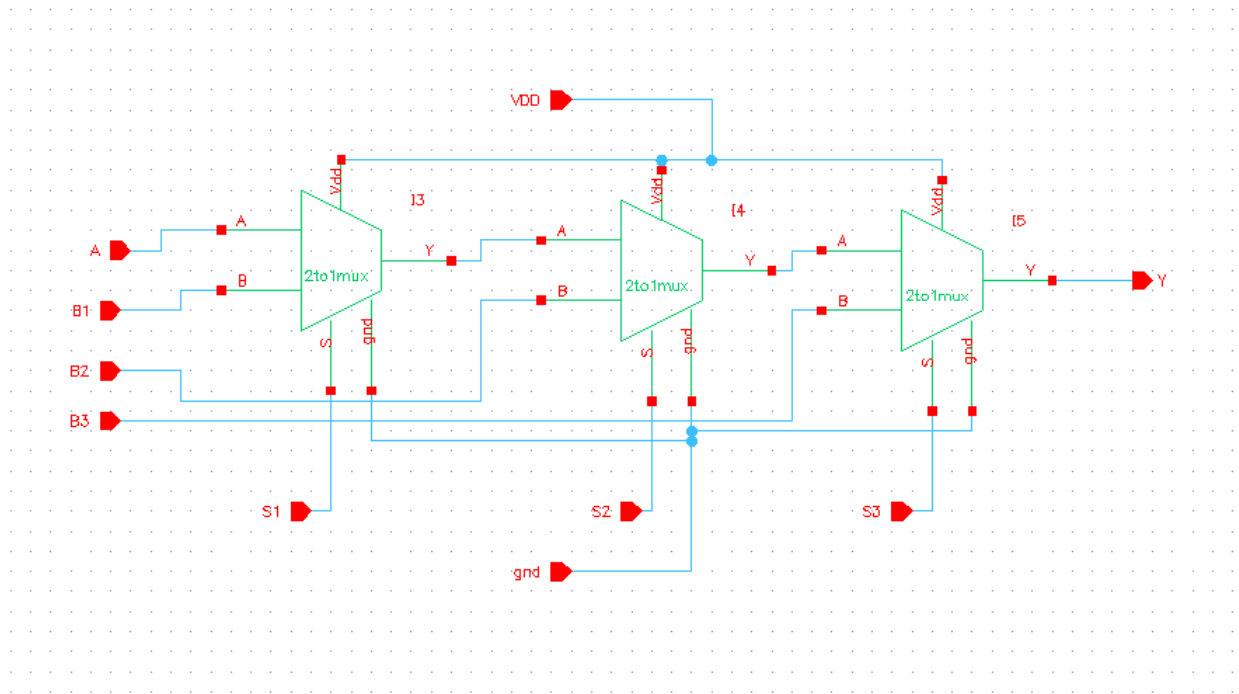 VDD
Vdd
Vdd
Vdd
I3
I4
I5
A
A
Y
A
Y
A
Y
Y
2to1mux
2to1mux
2to1mux
B1
B
B
B
S
gnd
S
gnd
S
gnd
B2
B3
S1
S2
S3
gnd